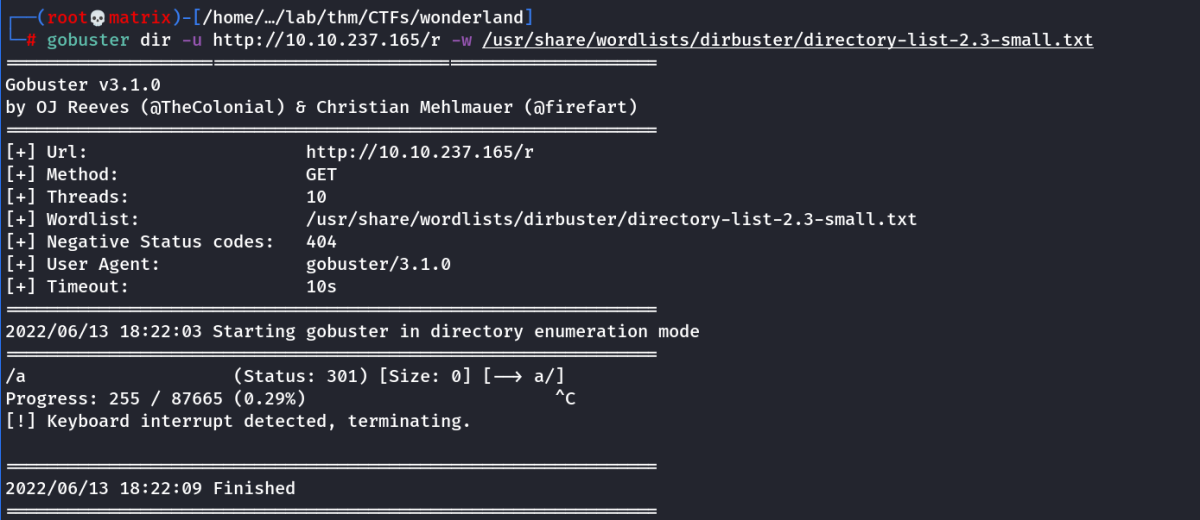 (root💀matrix)-[/home/…/lab/thm/CTFs/wonderland]
# gobuster dir -u http://10.10.237.165/r -w /usr/share/wordlists/dirbuster/directory-list-2.3-small.txt
===============================================================
Gobuster v3.1.0
by OJ Reeves (@TheColonial) & Christian Mehlmauer (@firefart)
===============================================================
[+] Url:                     http://10.10.237.165/r
[+] Method:                  GET
[+] Threads:                 10
[+] Wordlist:                /usr/share/wordlists/dirbuster/directory-list-2.3-small.txt
[+] Negative Status codes:   404
[+] User Agent:              gobuster/3.1.0
[+] Timeout:                 10s
===============================================================
2022/06/13 18:22:03 Starting gobuster in directory enumeration mode
===============================================================
/a                    (Status: 301) [Size: 0] [--> a/]
Progress: 255 / 87665 (0.29%)                        ^C
[!] Keyboard interrupt detected, terminating.
===============================================================
2022/06/13 18:22:09 Finished
===============================================================